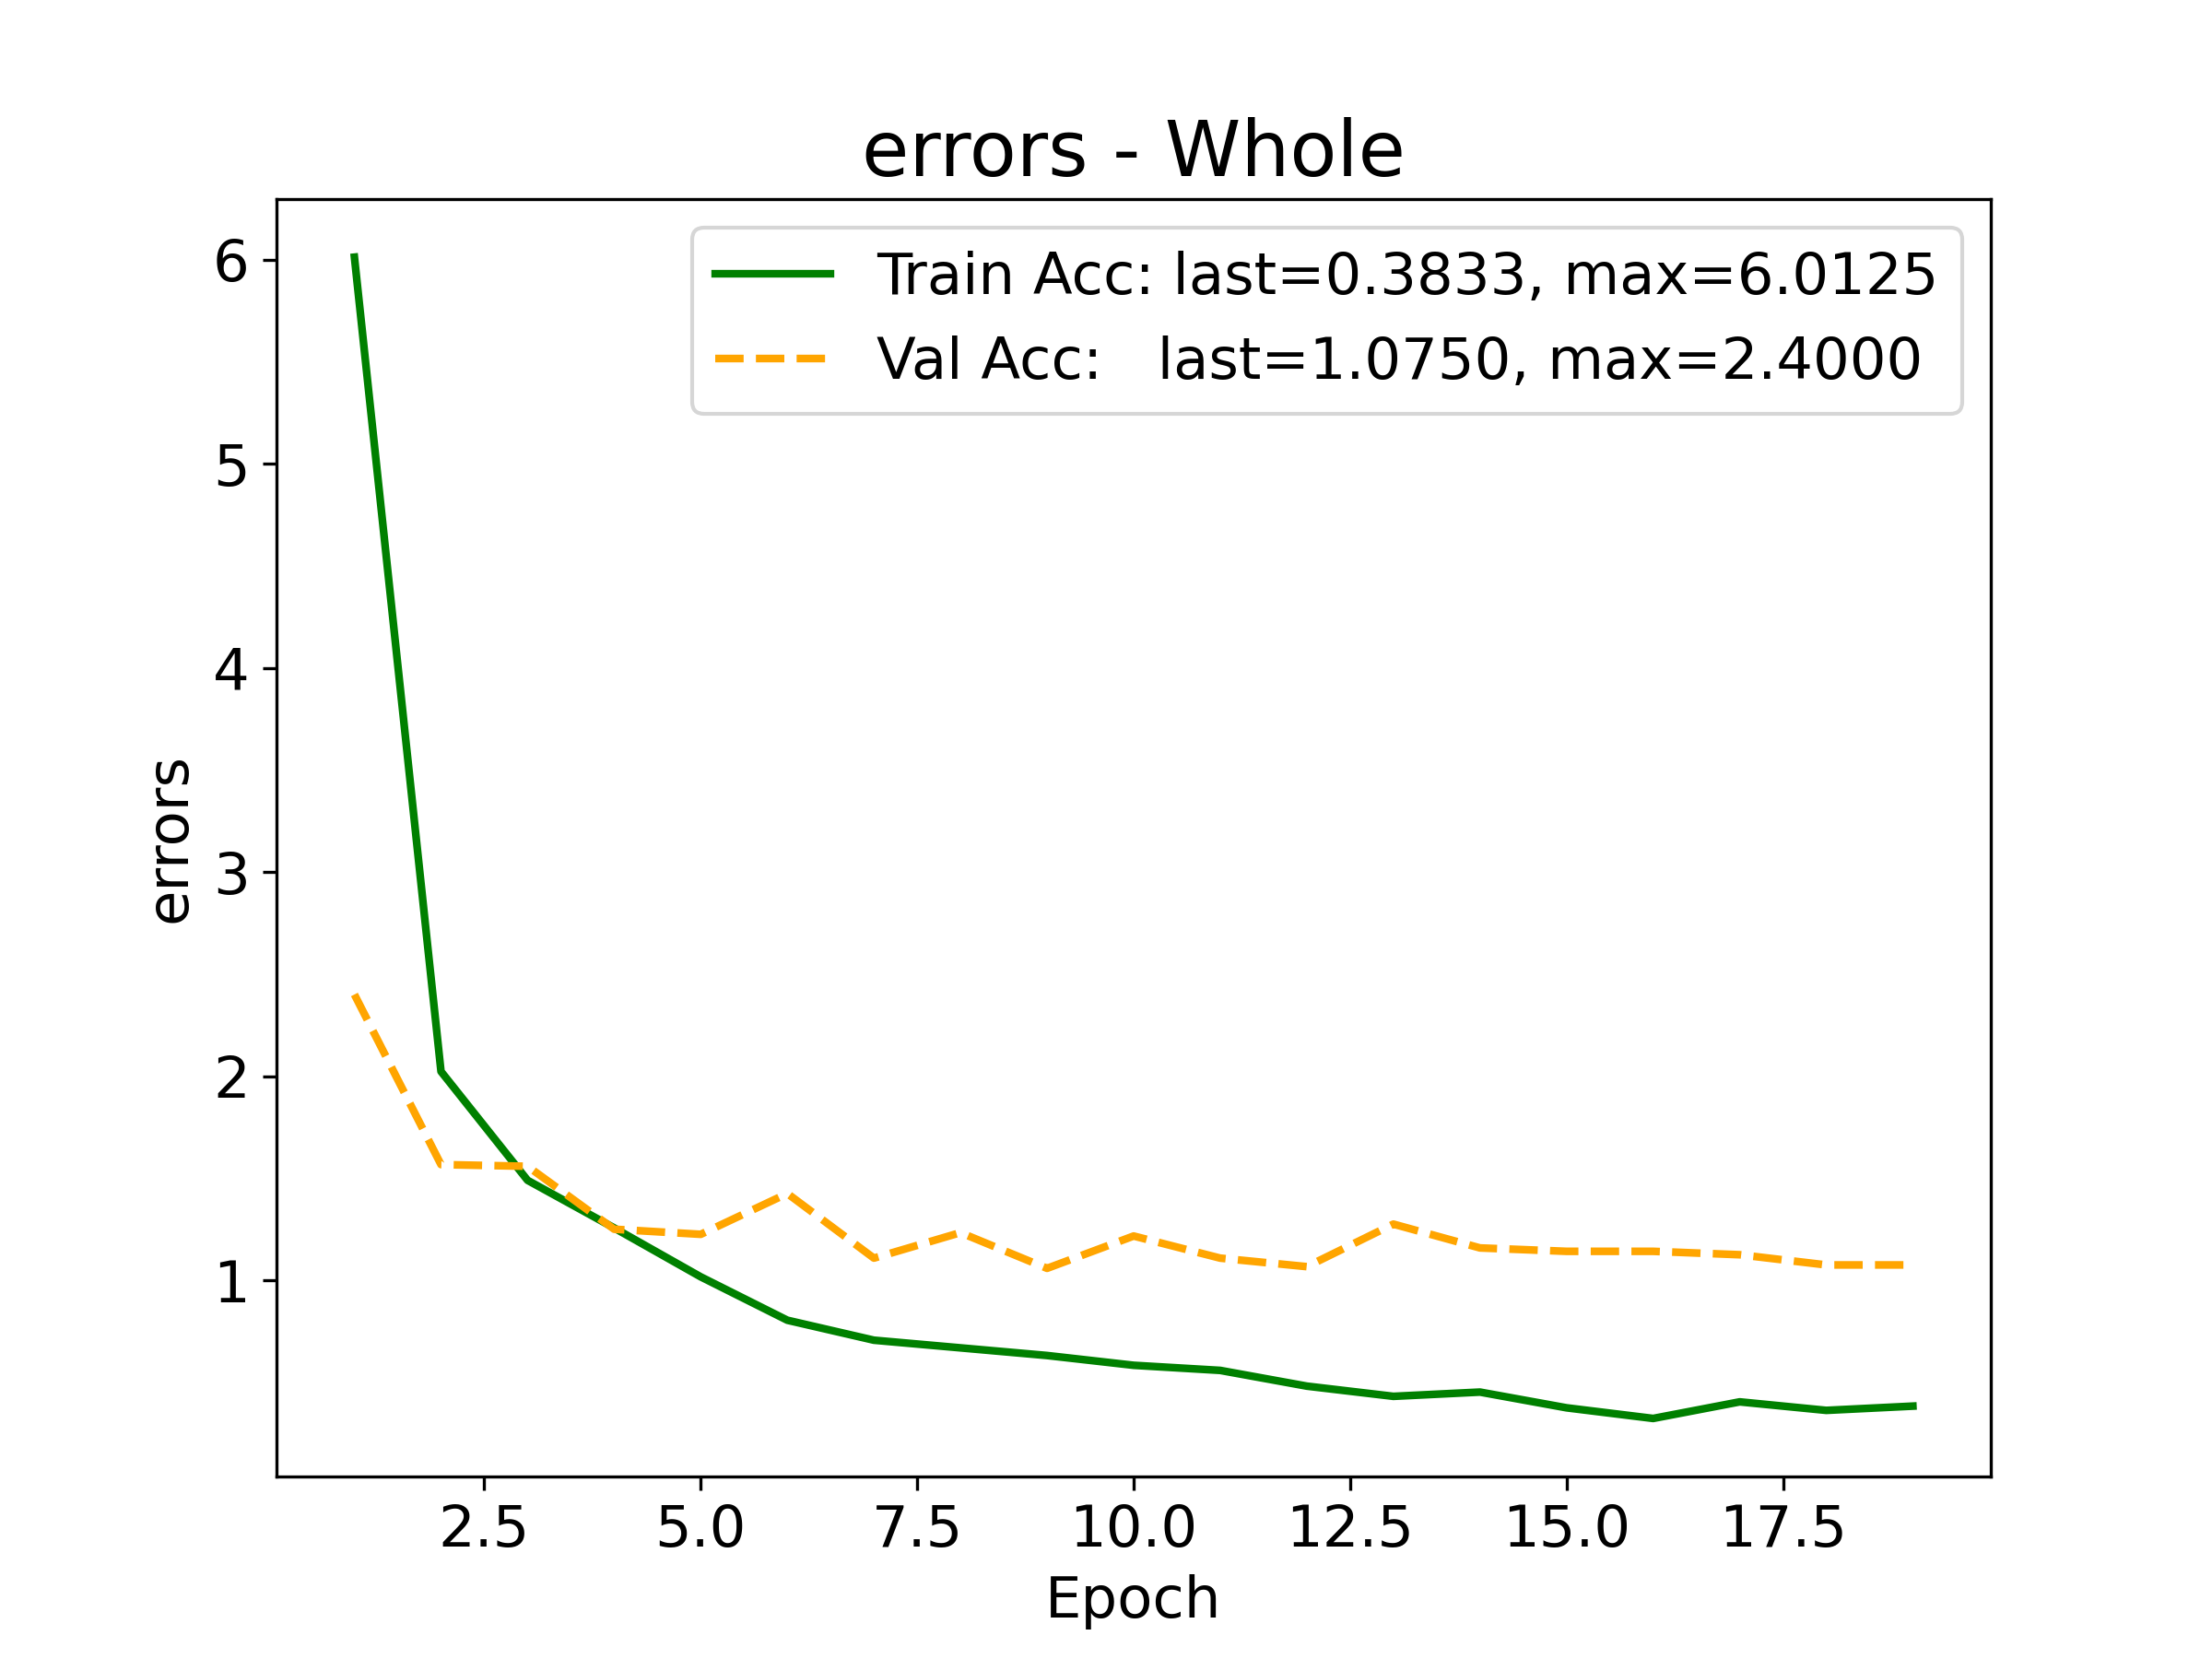 errors - Whole
Train Acc: last=0.3833, max=6.0125
Val Acc: last=1.0750, max=2.4000
6
5
4
3
2
1
errors
2.5 5.0 7.5 10.0 12.5 15.0 17.5
Epoch